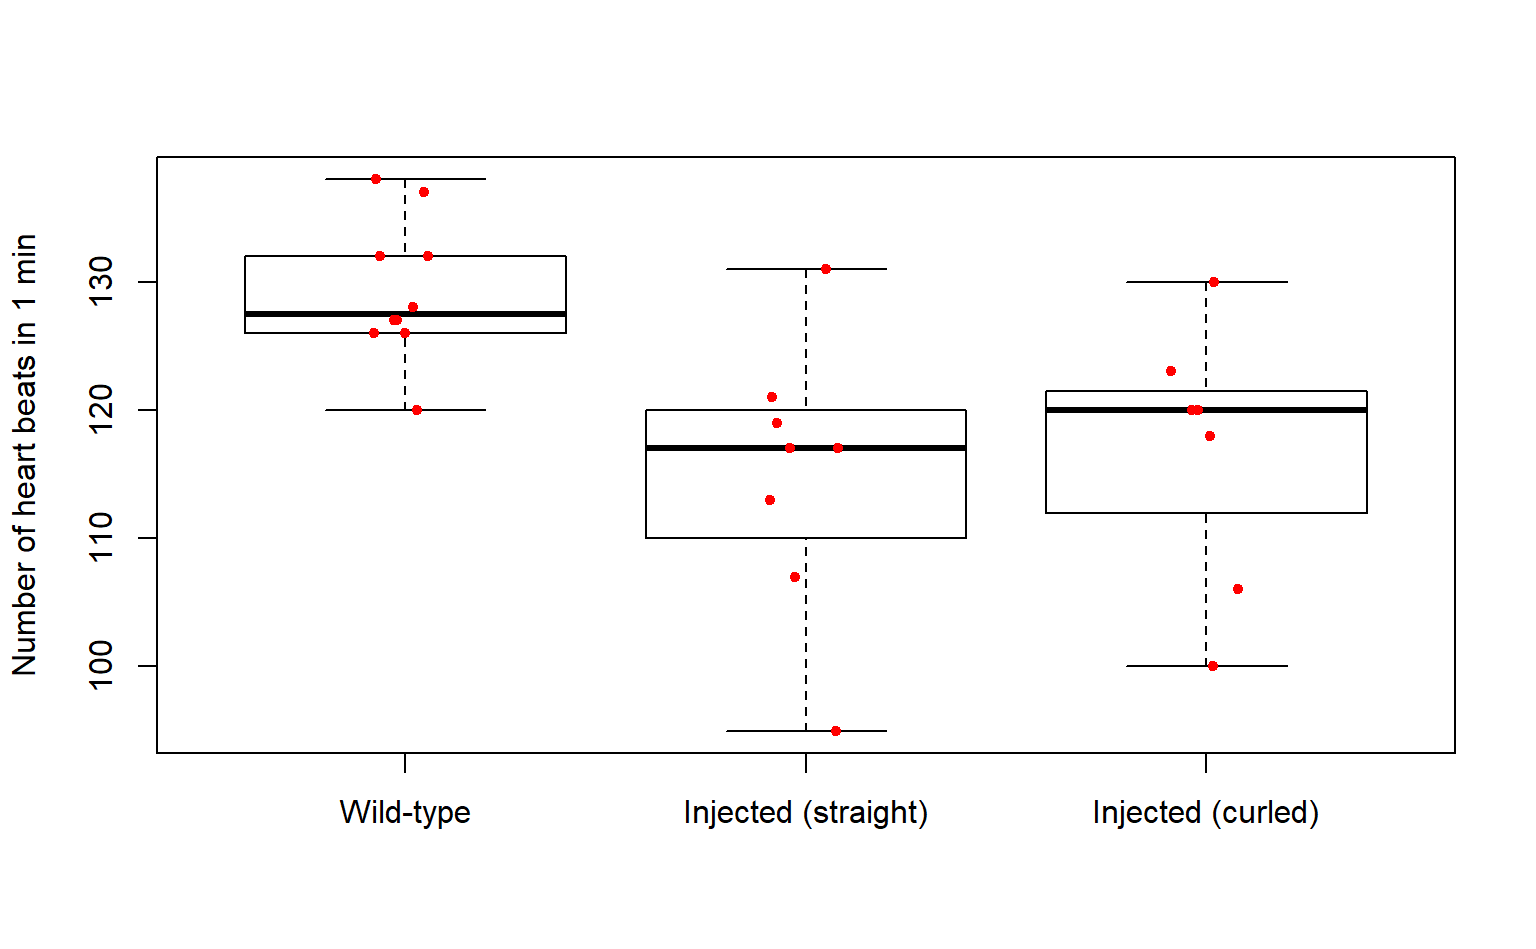 Number of heart beats in 1 min
130
120
110
100
Wild-type
Injected (straight)
Injected (curled)